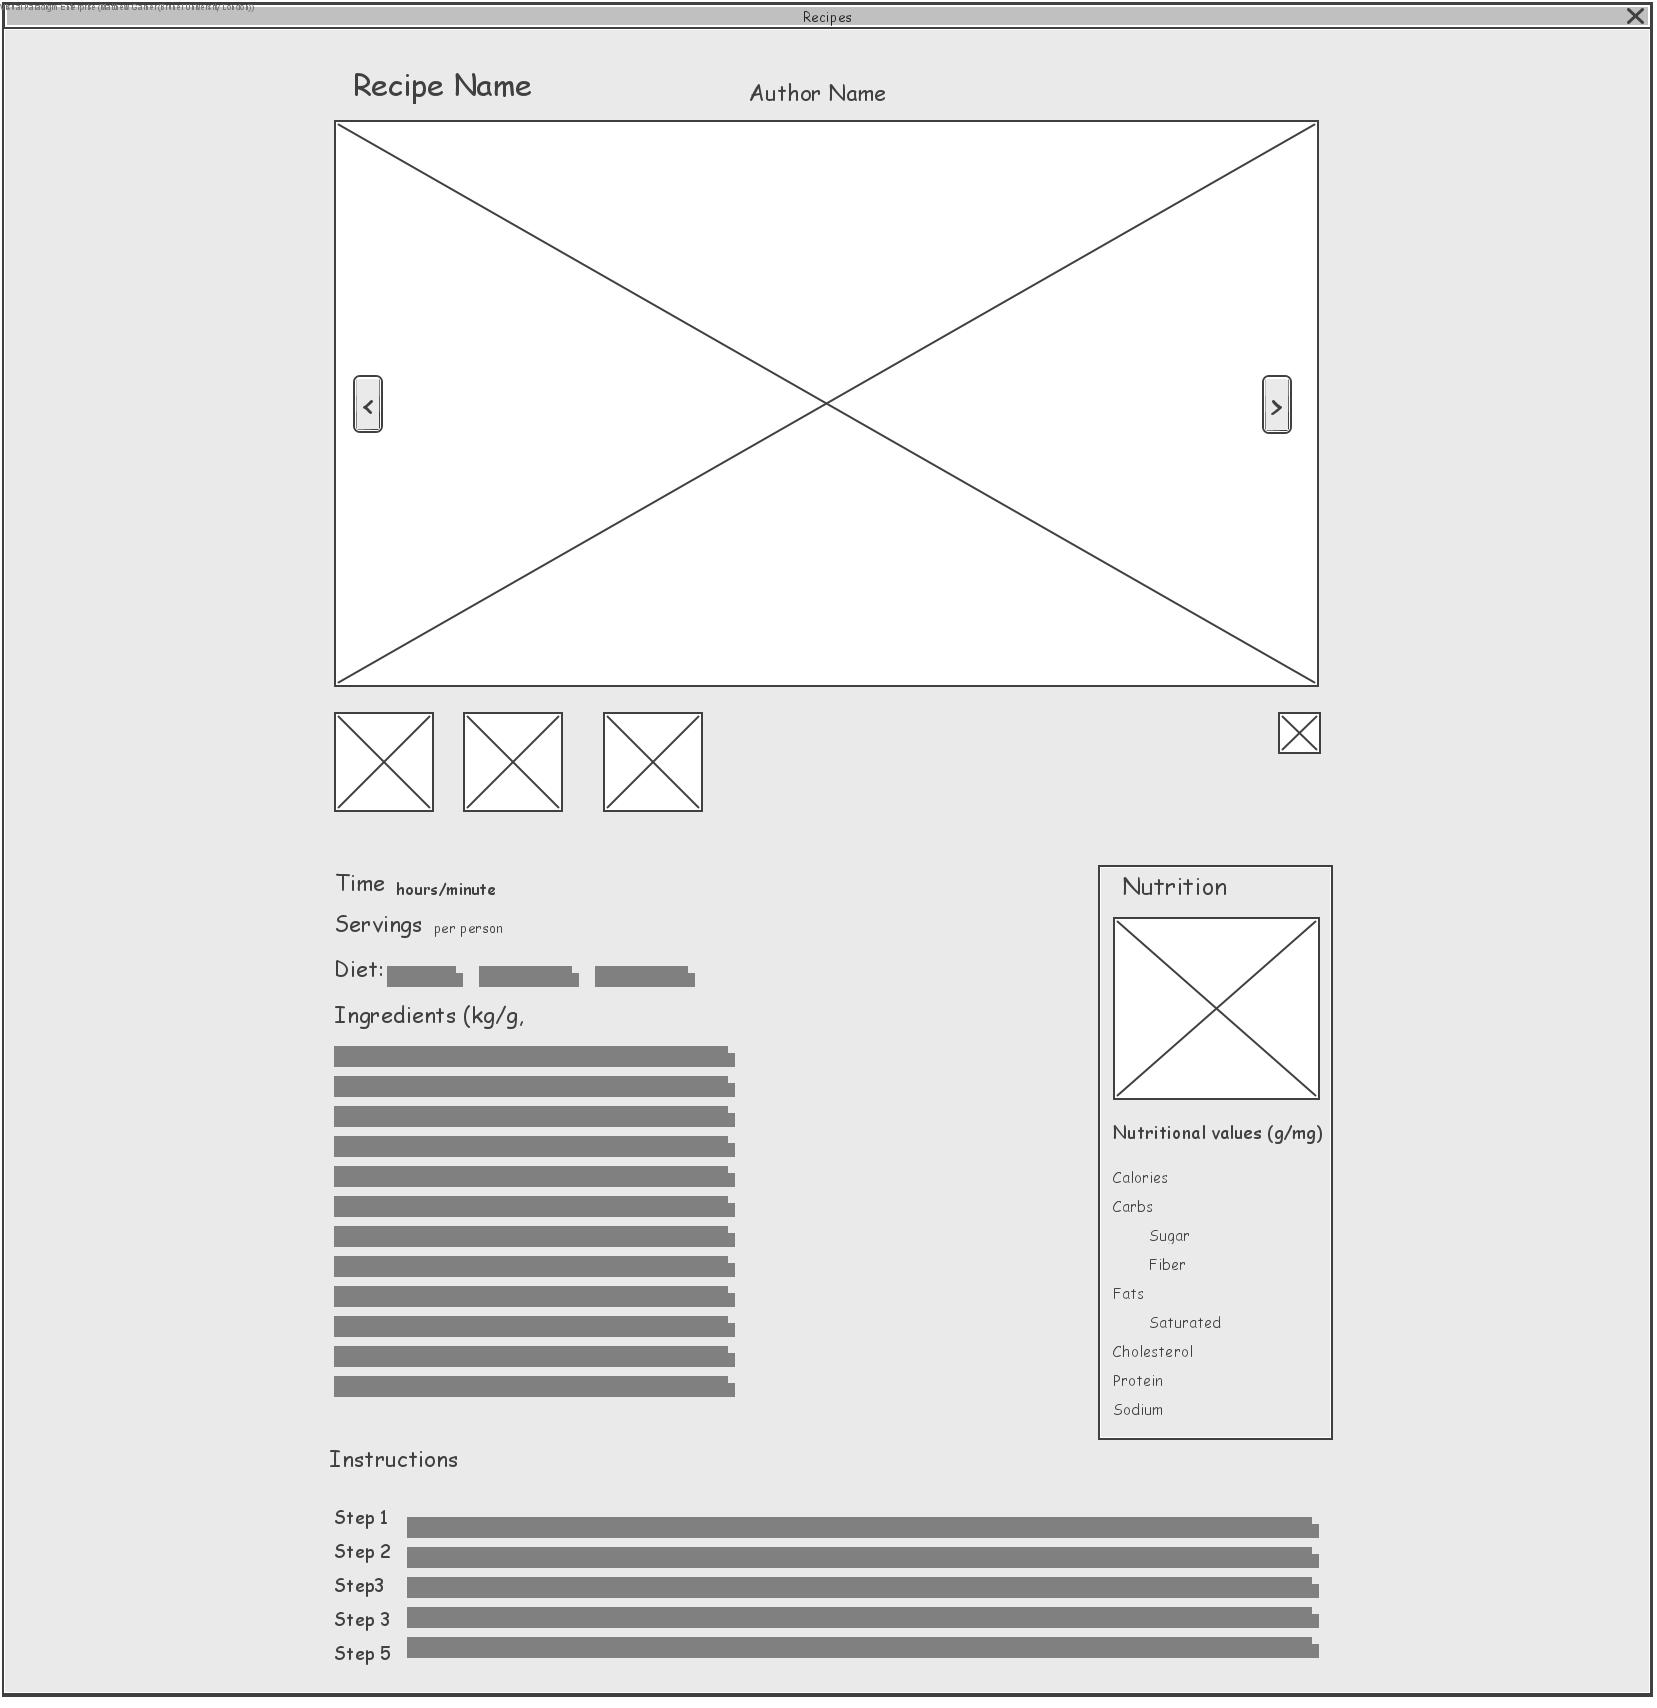 Recipes
Recipe Name
Author Name
<
>
Time hours/minute
Servings per person
Diet:
Ingredients (kg/g,
Nutrition
Nutritional values (g/mg)
Calories
Carbs
Sugar
Fiber
Fats
Saturated
Cholesterol
Protein
Sodium
Instructions
Step 1
Step 2
Step3
Step 3
Step 5